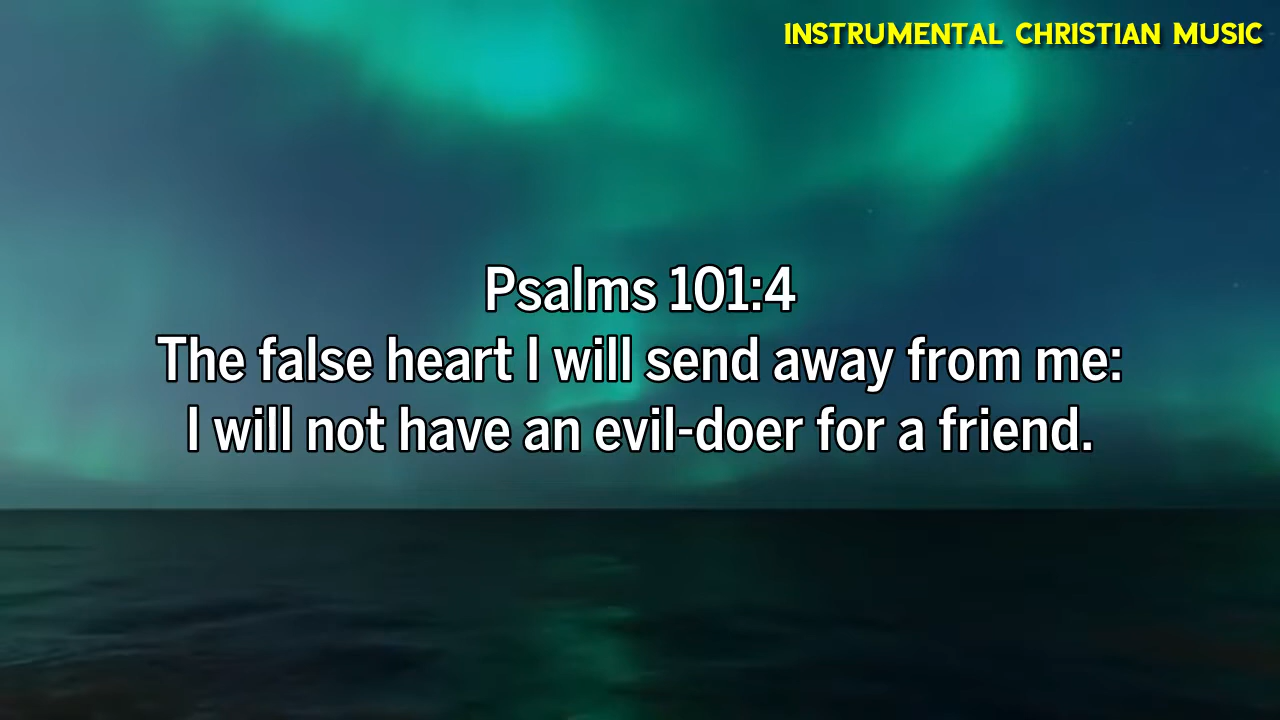 INSTRUMENTAL CHRISTIAN MUSIC
Psalms 101:4
The false heart I will send away from me:
I will not have an evil-doer for a friend.